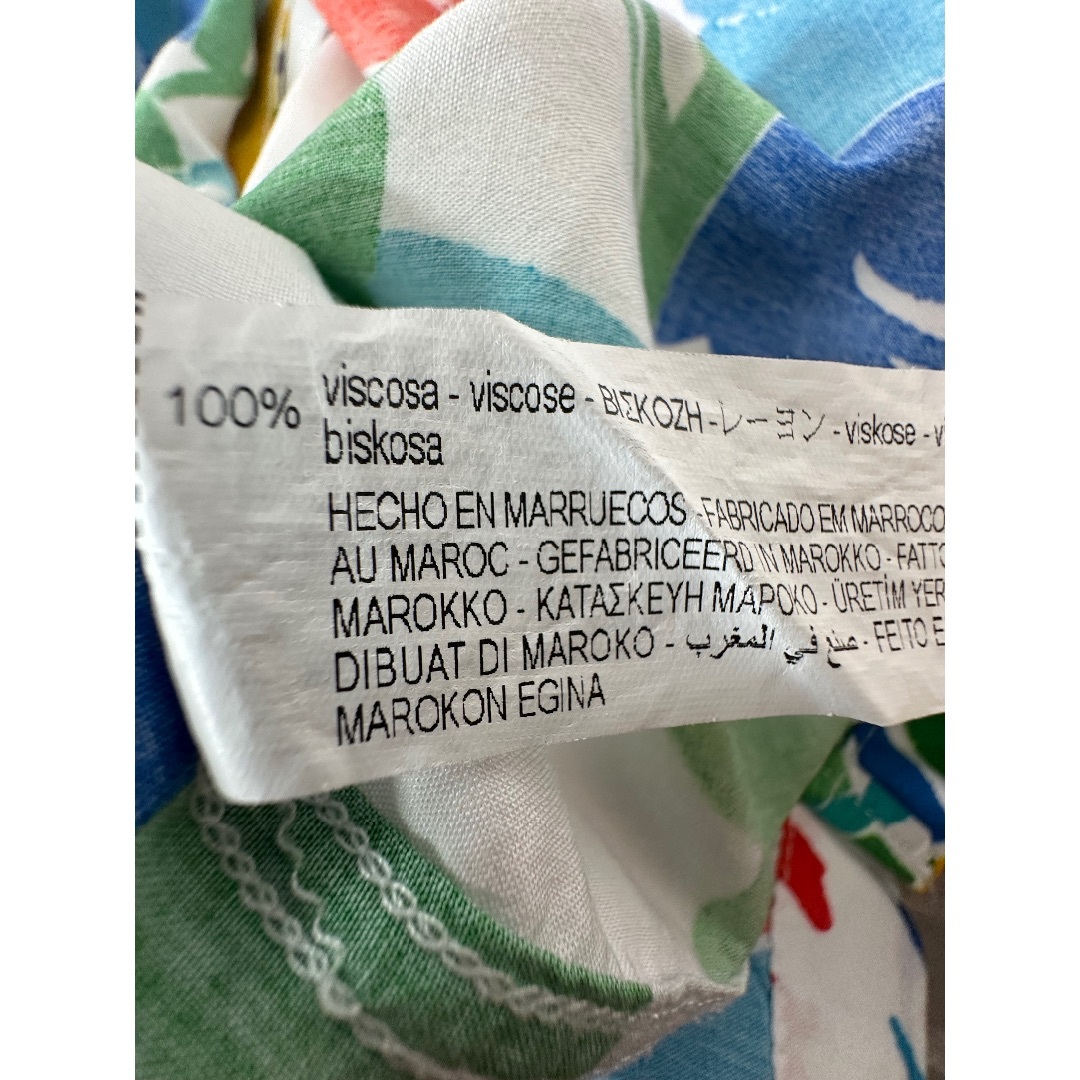 100% viscosa - viscose - ΒΙΣΚΟΖΗ - レーヨン - viskose -
biskosa
HECHO EN MARRUECOS - FABRICADO EM MARROCO
AU MAROC - GEFABRICEERD IN MAROKKO - FATTO
MAROKKO - ΚΑΤΑΣΚΕΥΗ ΜΑΡΟΚΟ - ÜRETİM YER
DIBUAT DI MAROKO - صنع في المغرب - FEITO E
MAROKON EGINA